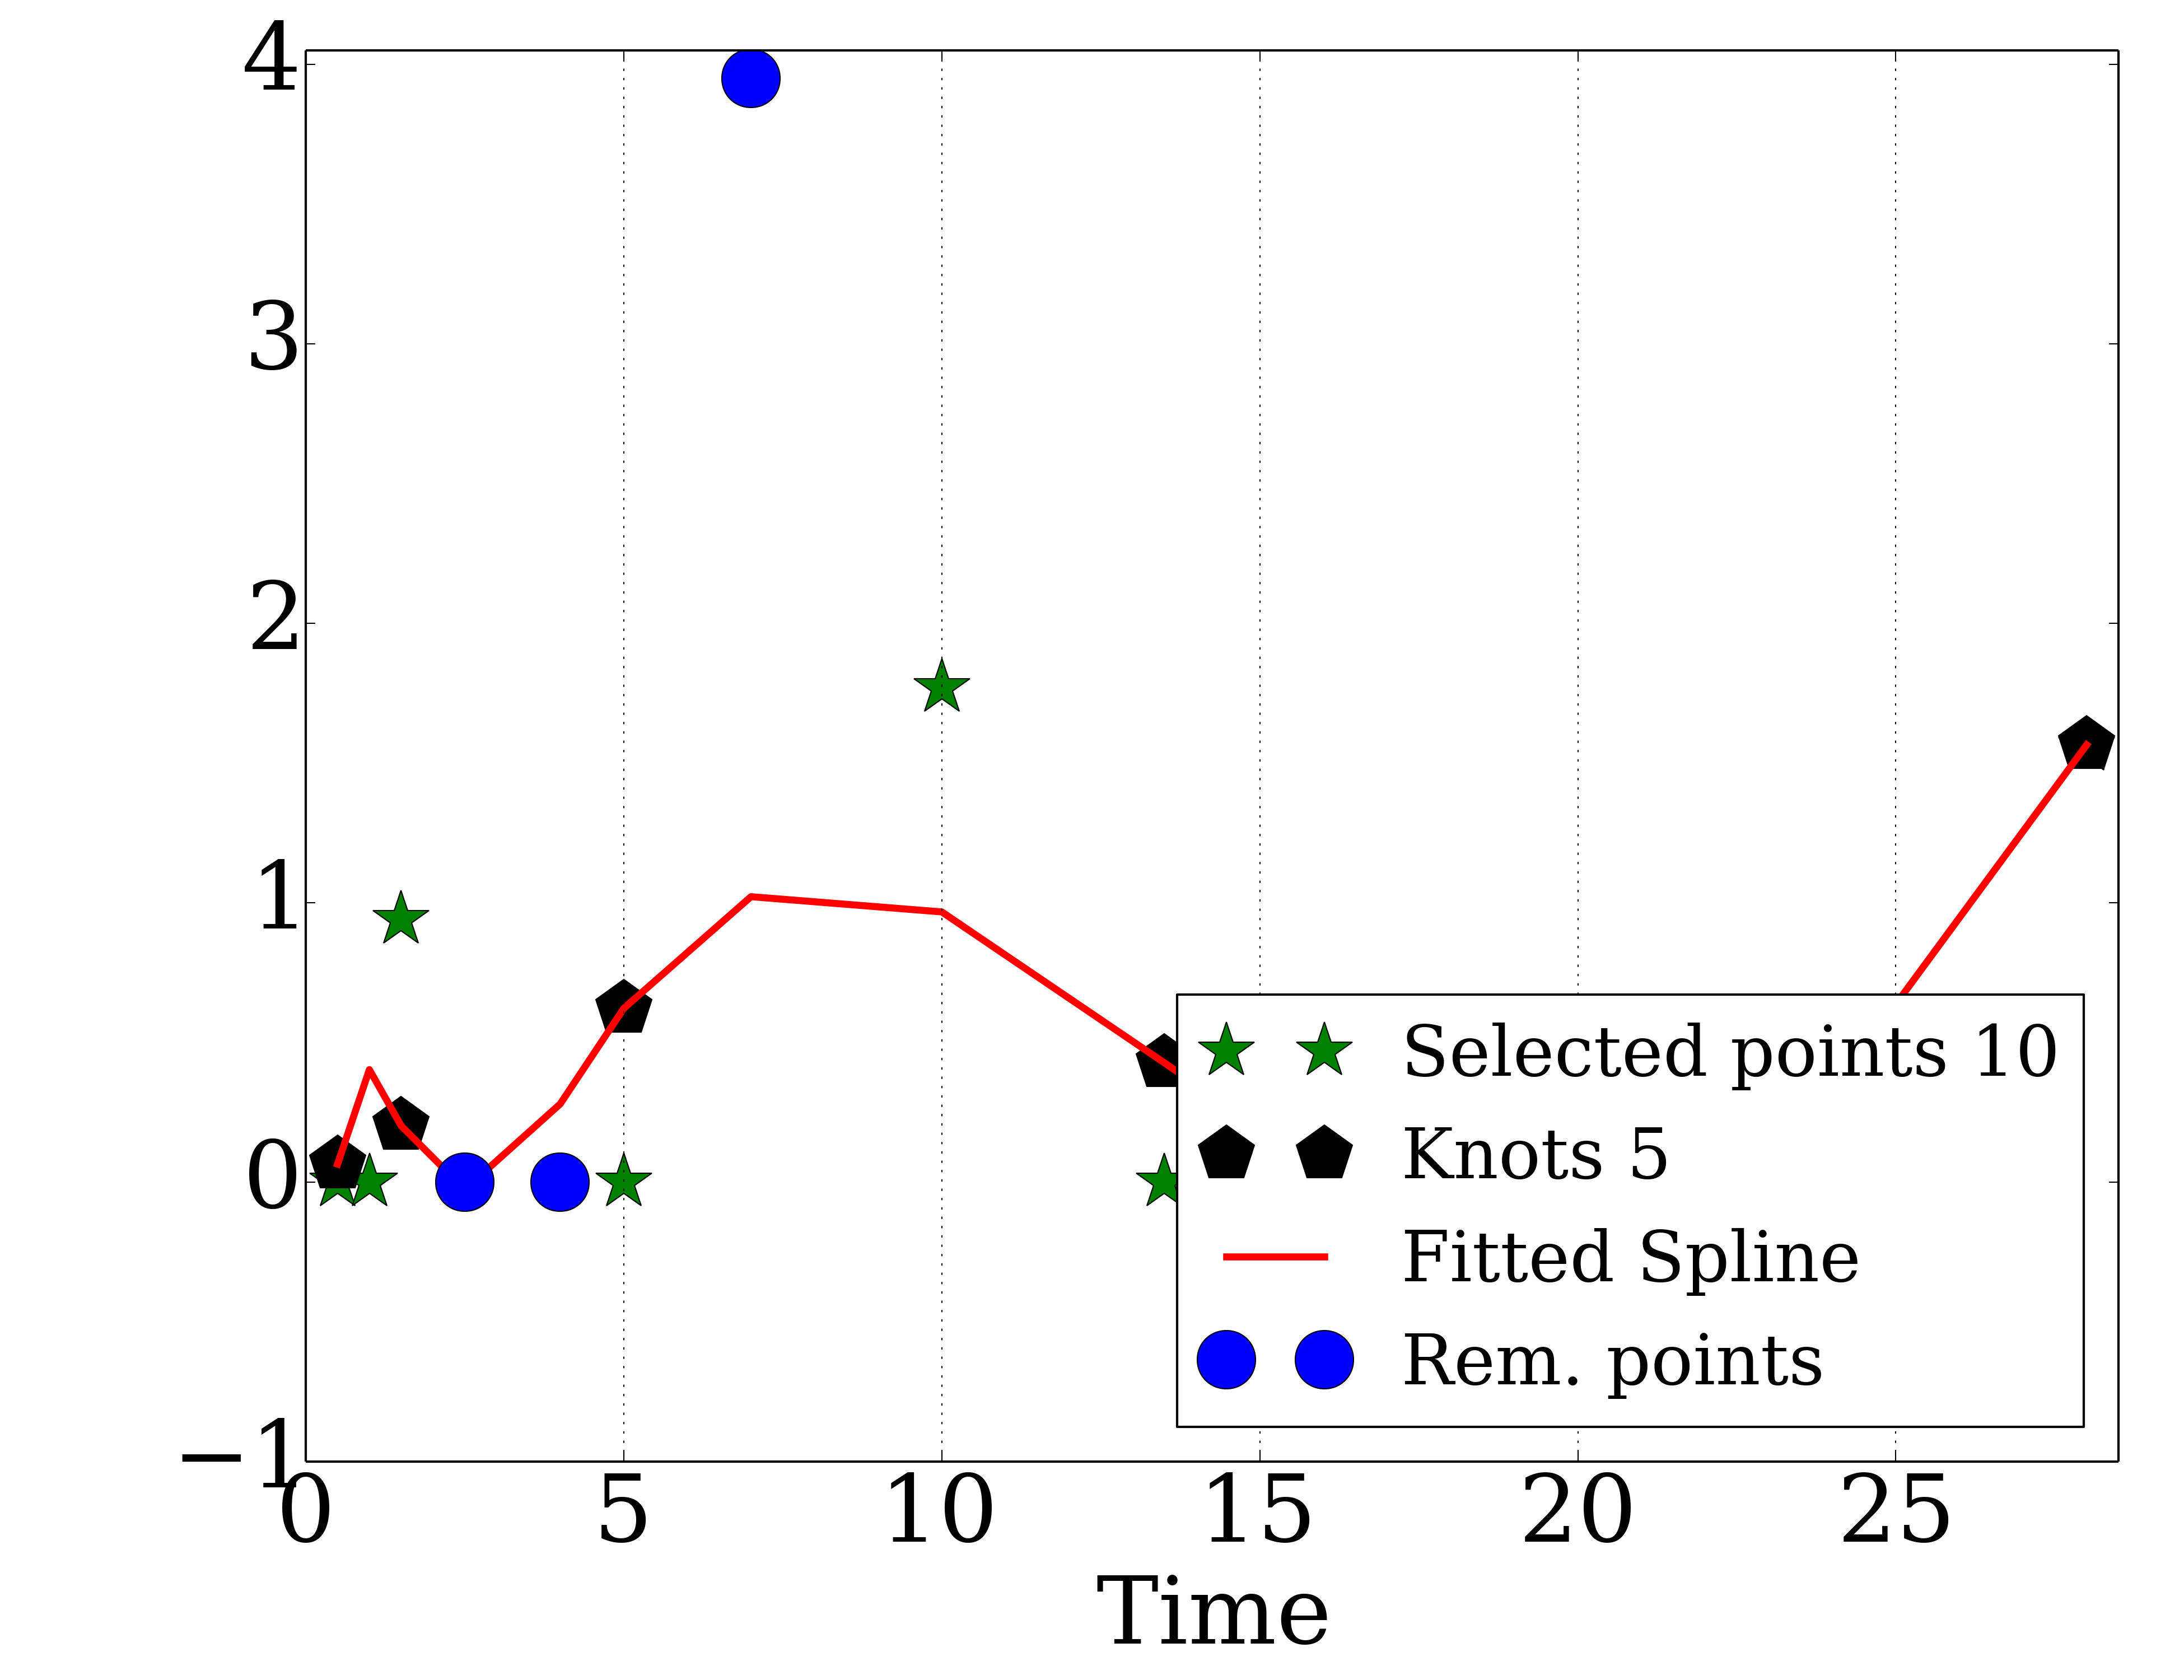 4
3
2
1
0
−1
0 5 10 15 20 25
Time
Selected points 10
Knots 5
Fitted Spline
Rem. points